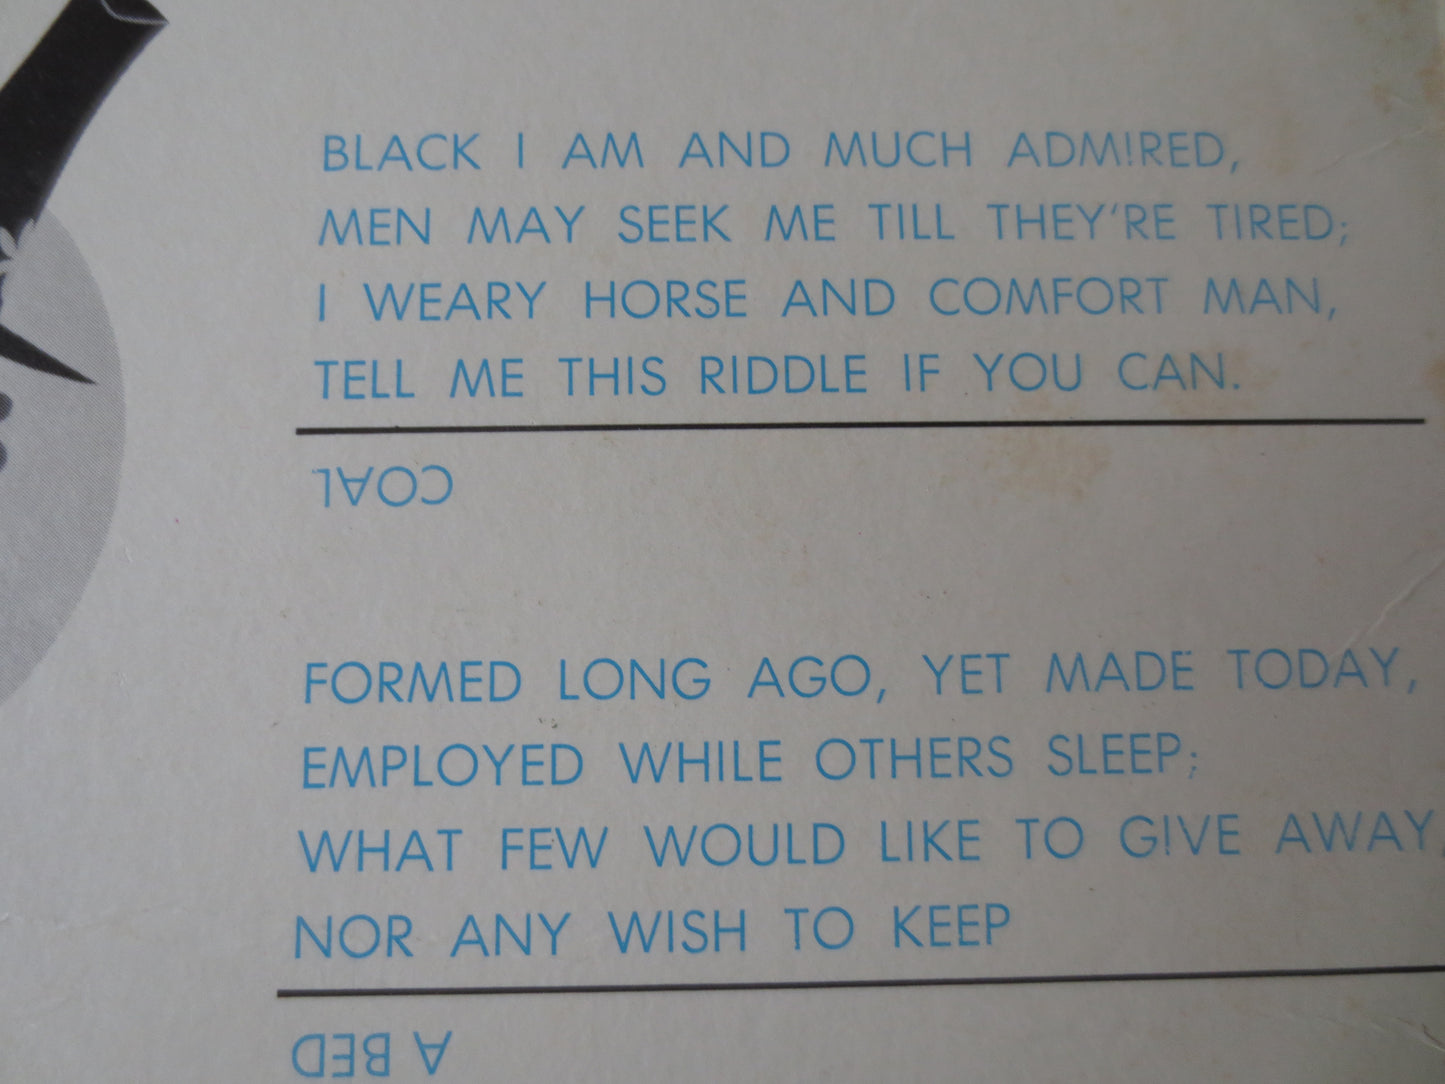 BLACK I AM AND MUCH ADMIRED,
MEN MAY SEEK ME TILL THEY'RE TIRED;
I WEARY HORSE AND COMFORT MAN,
TELL ME THIS RIDDLE IF YOU CAN.
COAL
FORMED LONG AGO, YET MADE TODAY,
EMPLOYED WHILE OTHERS SLEEP;
WHAT FEW WOULD LIKE TO GIVE AWAY,
NOR ANY WISH TO KEEP
A BED